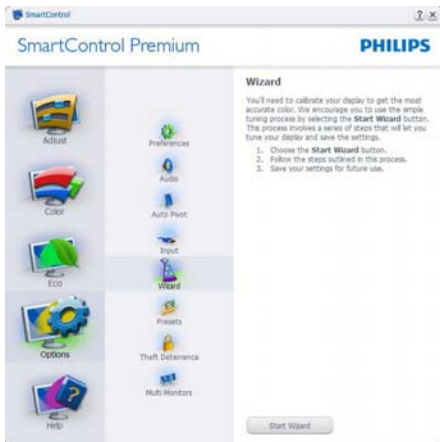 SmartControl
SmartControl Premium
PHILIPS
Adjust
Color
Eco
Options
Help
Preferences
Audio
Auto Pivot
Input
Wizard
Presets
Theft Deterrence
Multi Monitors
Wizard
You'll need to calibrate your display to get the most
accurate color. We encourage you to use the simple
tuning process by selecting the Start Wizard button.
This process involves a series of steps that will let you
tune your display and save the settings.
1. Choose the Start Wizard button.
2. Follow the steps outlined in this process.
3. Save your settings for future use.
Start Wizard